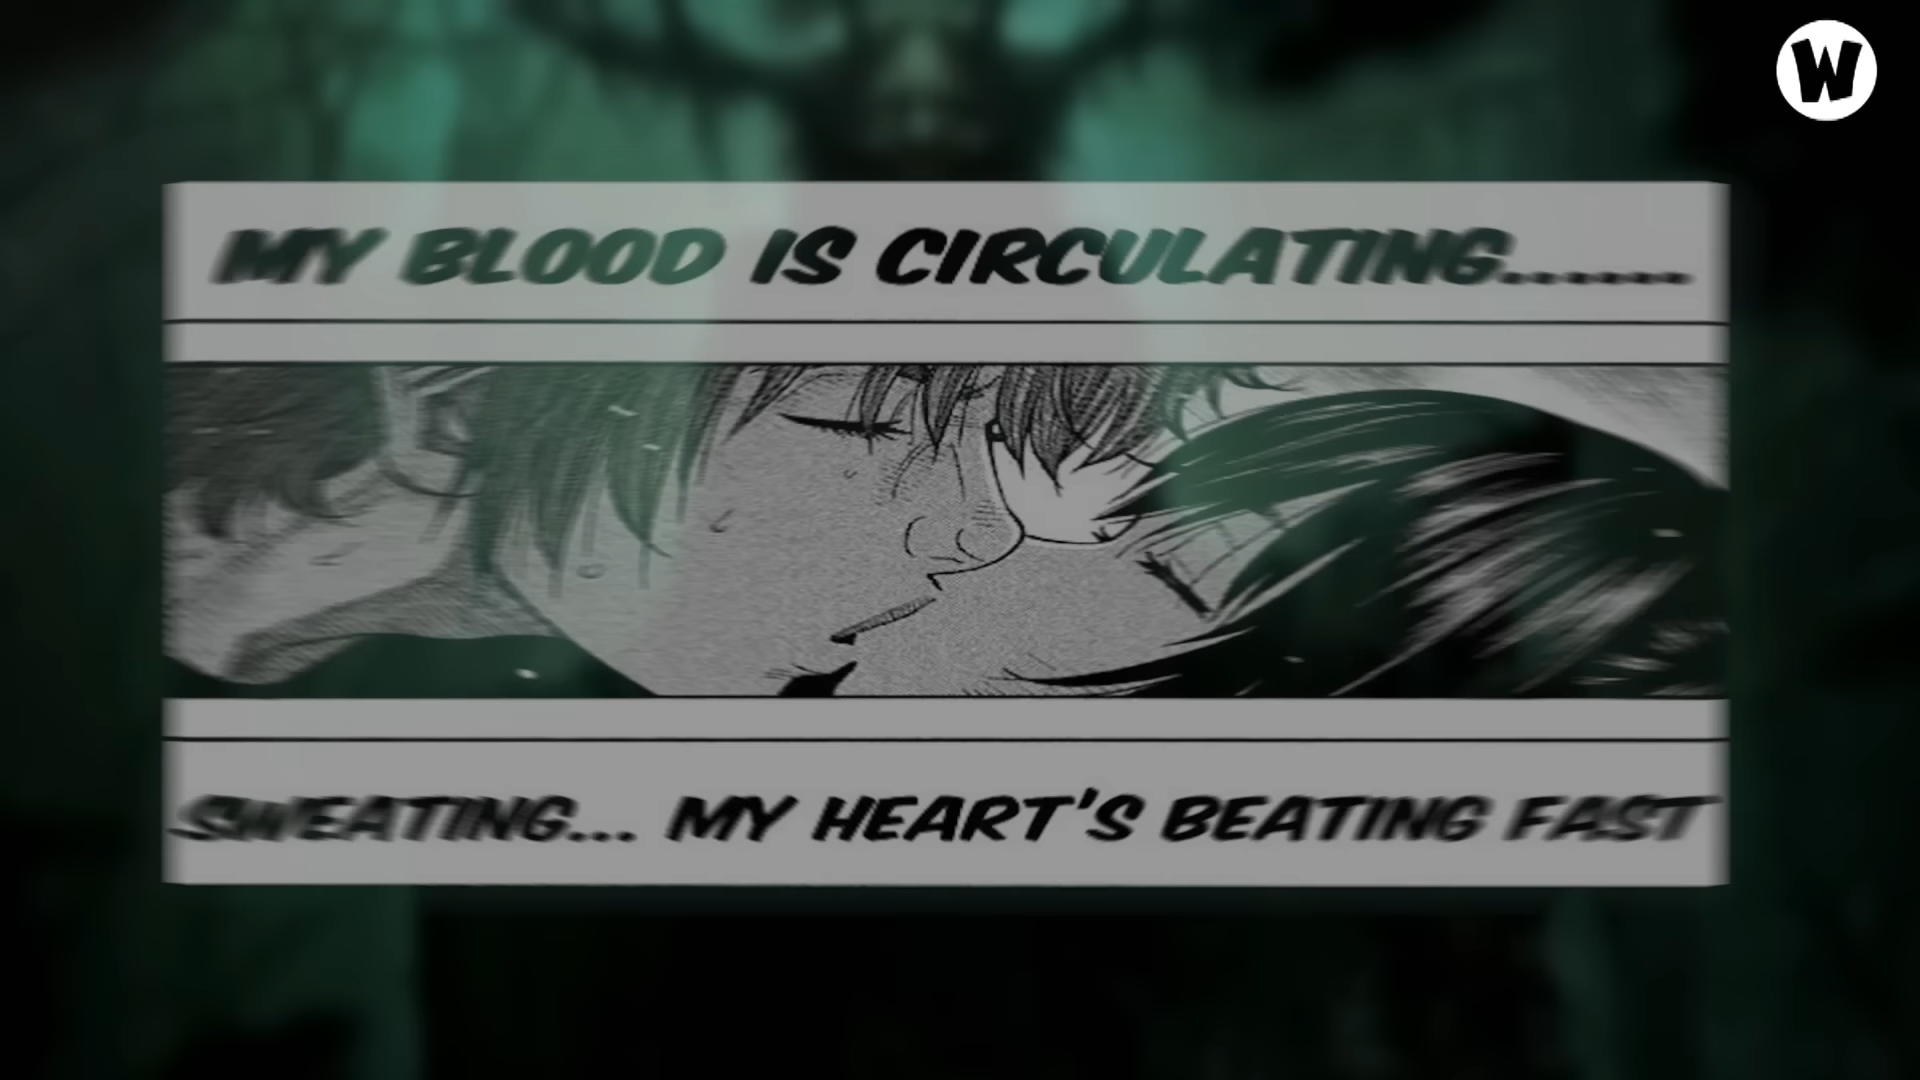 W
MY BLOOD IS CIRCULATING......
SWEATING... MY HEART'S BEATING FAST